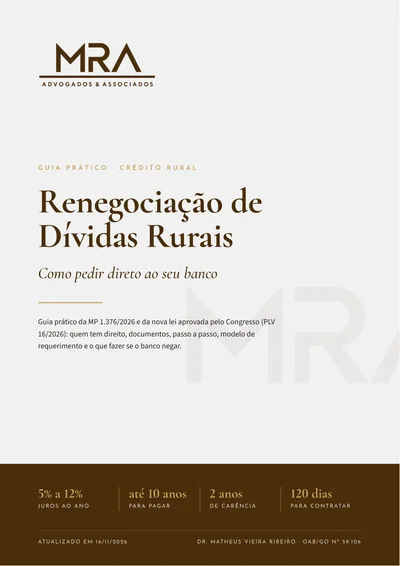 MRA
ADVOGADOS & ASSOCIADOS
GUIA PRÁTICO · CRÉDITO RURAL
Renegociação de
Dívidas Rurais
Como pedir direto ao seu banco
MRA
Guia prático da MP 1.376/2026 e da nova lei aprovada pelo Congresso (PLV
16/2026): quem tem direito, documentos, passo a passo, modelo de
requerimento e o que fazer se o banco negar.
5% a 12%
JUROS AO ANO
até 10 anos
PARA PAGAR
2 anos
DE CARÊNCIA
120 dias
PARA CONTRATAR
ATUALIZADO EM 16/11/2026
DR. MATHEUS VIEIRA RIBEIRO · OAB/GO Nº 59.106